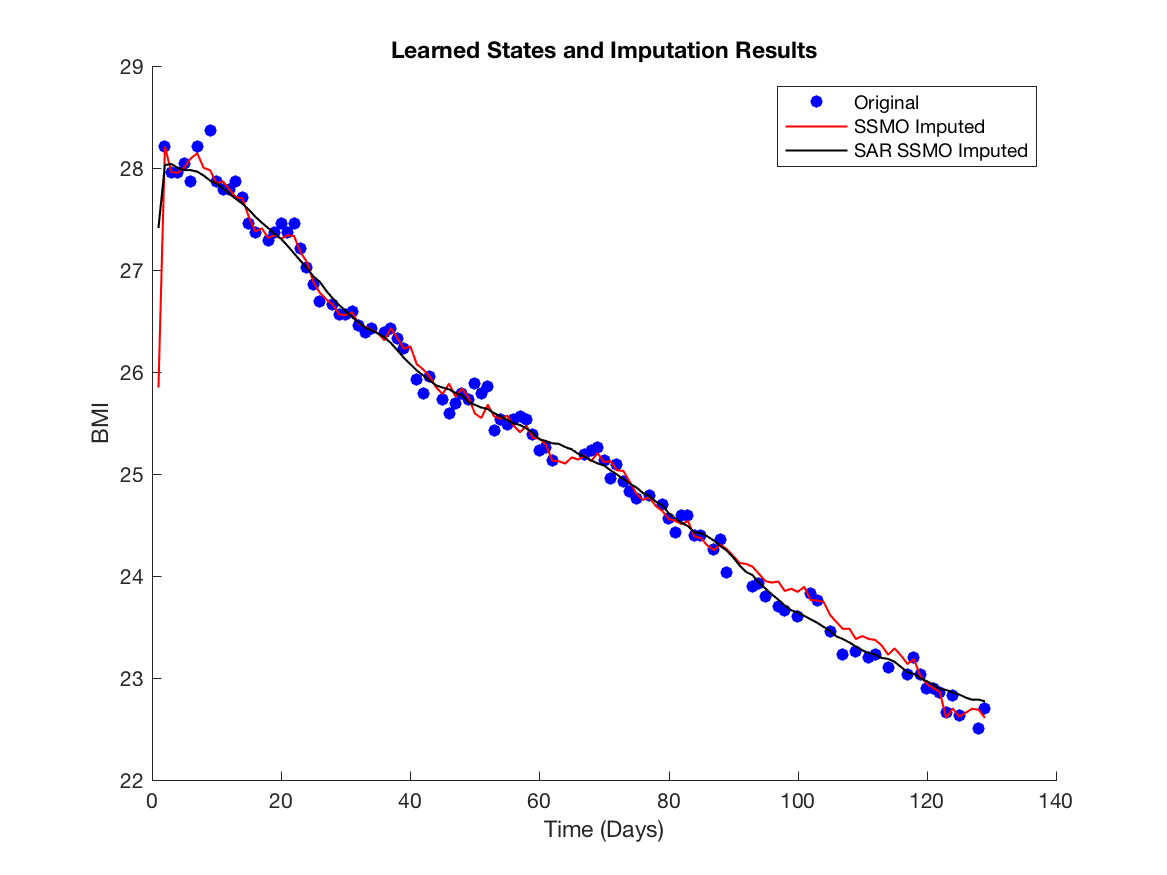 Learned States and Imputation Results
29
Original
SSMO Imputed
SAR SSMO Imputed
28
27
26
BMI
25
24
23
22
0 20 40 60 80 100 120 140
Time (Days)